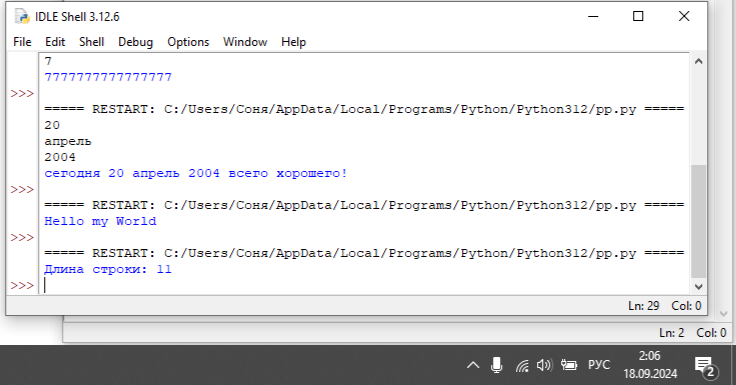 IDLE Shell 3.12.6
File Edit Shell Debug Options Window Help
7
7777777777777777
>>>
===== RESTART: C:/Users/Соня/AppData/Local/Programs/Python/Python312/pp.py =====
20
апрель
2004
сегодня 20 апрель 2004 всего хорошего!
>>>
===== RESTART: C:/Users/Соня/AppData/Local/Programs/Python/Python312/pp.py =====
Hello my World
>>>
===== RESTART: C:/Users/Соня/AppData/Local/Programs/Python/Python312/pp.py =====
Длина строки: 11
>>>
Ln: 29 Col: 0
Ln: 2 Col: 0
РУС
2:06
18.09.2024
2